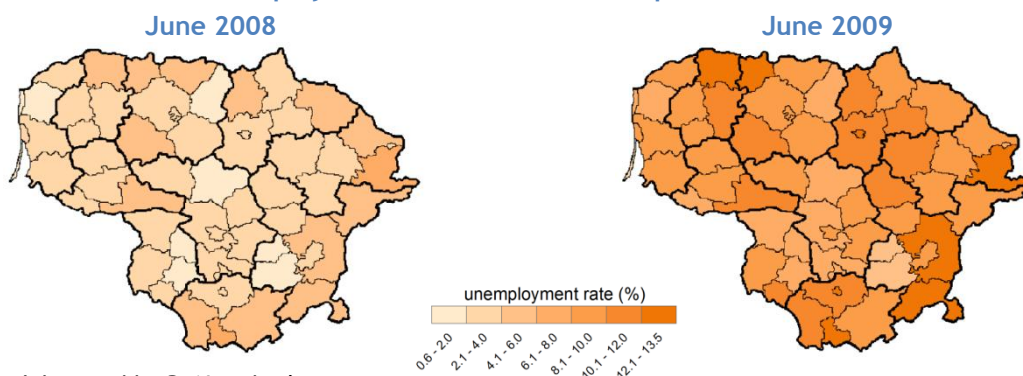 June 2008
June 2009
unemployment rate (%)
0.6 - 2.0
2.1 - 4.0
4.1 - 6.0
6.1 - 8.0
8.1 - 10.0
10.1 - 12.0
12.1 - 13.5